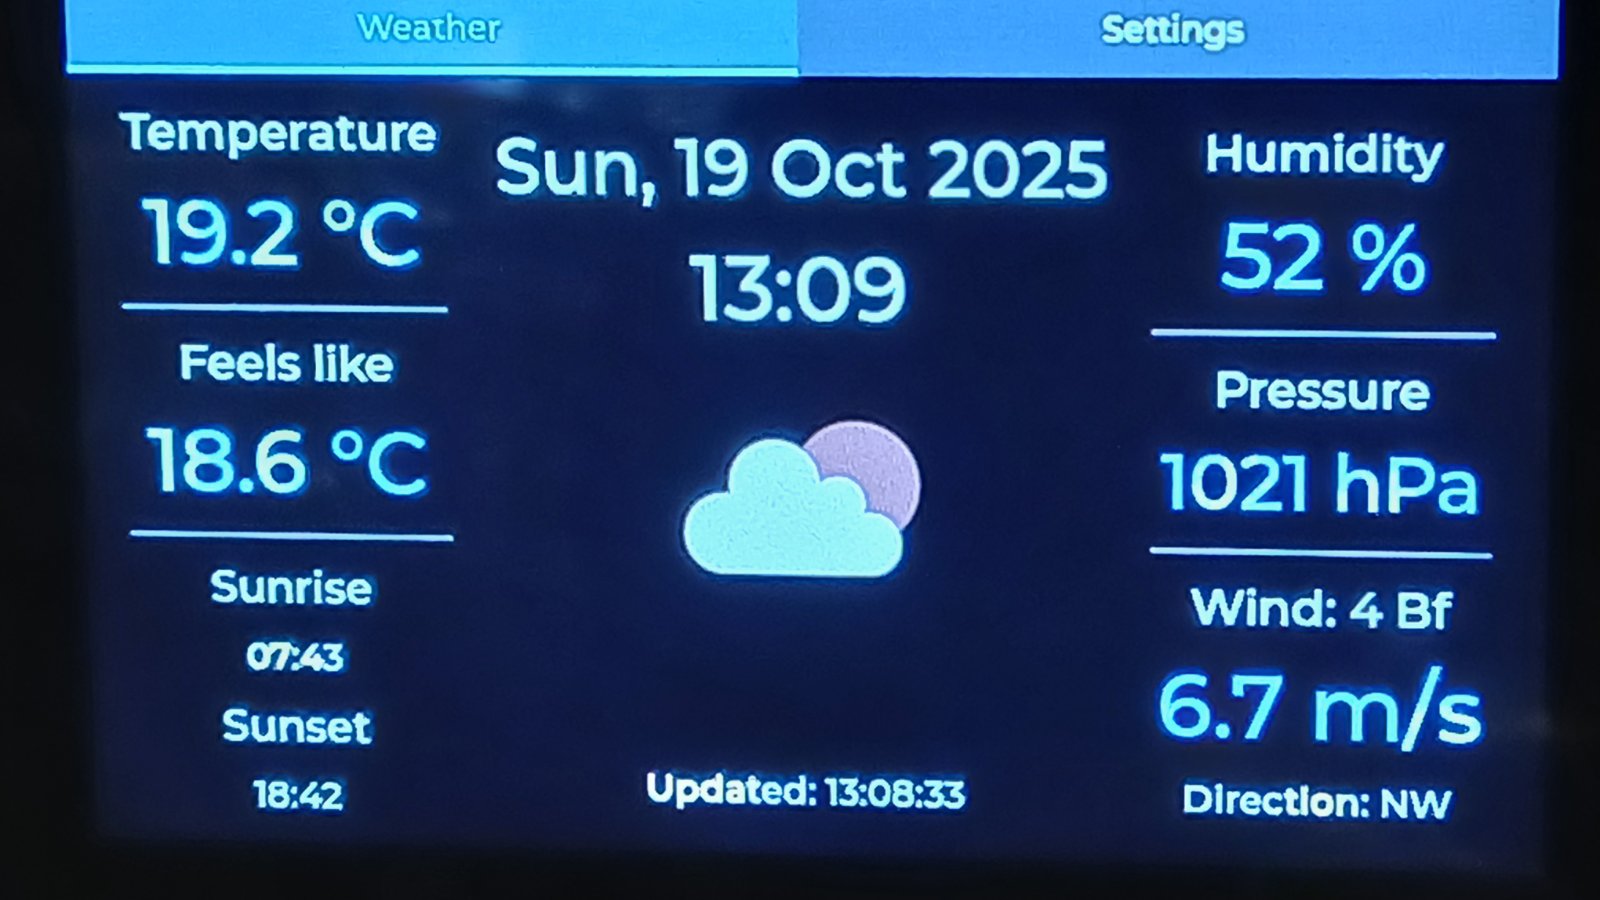 Weather
Settings
Temperature
19.2 °C
Feels like
18.6 °C
Sunrise
07:43
Sunset
18:42
Sun, 19 Oct 2025
13:09
Updated: 13:08:33
Humidity
52 %
Pressure
1021 hPa
Wind: 4 Bf
6.7 m/s
Direction: NW